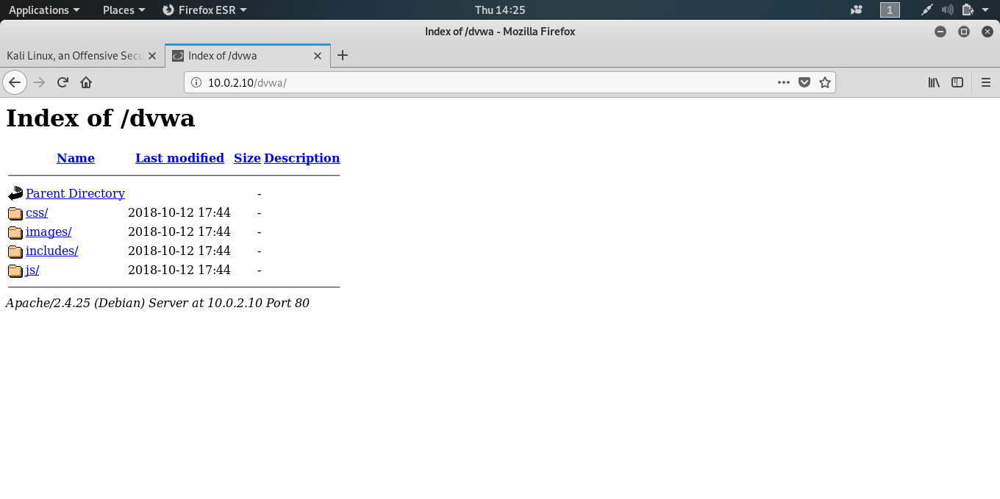 Applications Places Firefox ESR Thu 14:25 1
Index of /dvwa - Mozilla Firefox
Kali Linux, an Offensive Secu Index of /dvwa
10.0.2.10/dvwa/
Index of /dvwa
Name Last modified Size Description
Parent Directory -
css/ 2018-10-12 17:44 -
images/ 2018-10-12 17:44 -
includes/ 2018-10-12 17:44 -
js/ 2018-10-12 17:44 -
Apache/2.4.25 (Debian) Server at 10.0.2.10 Port 80